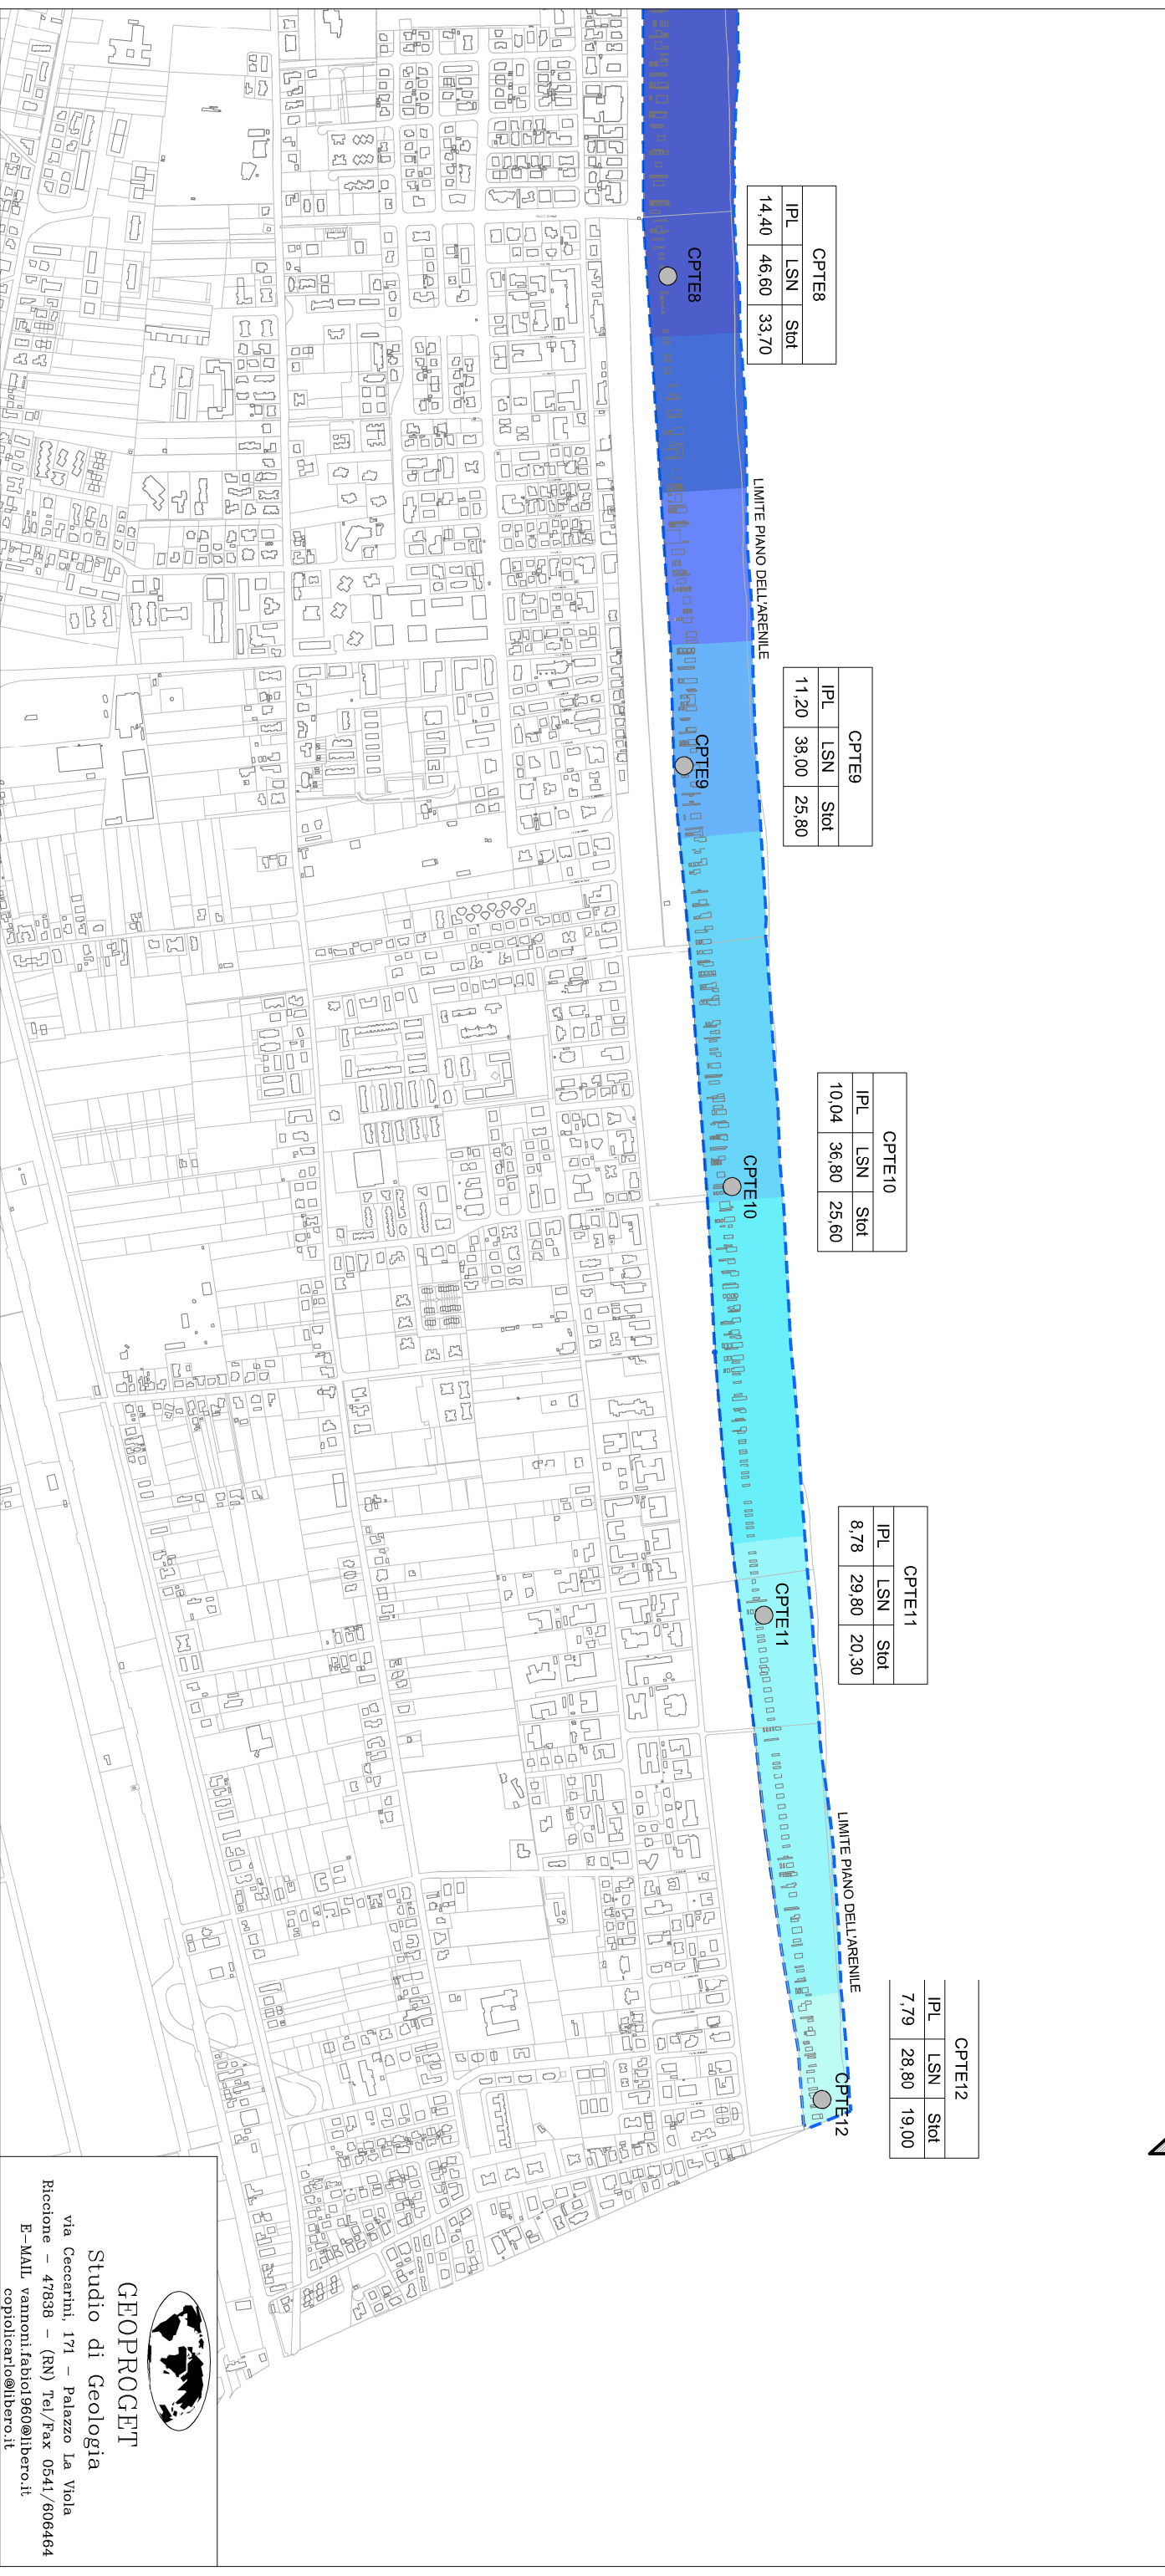 CPTE8
IPL LSN Stot
14,40 46,60 33,70
CPTE8
LIMITE PIANO DELL'ARENILE
CPTE9
IPL LSN Stot
11,20 38,00 25,80
CPTE9
CPTE10
IPL LSN Stot
10,04 36,80 25,60
CPTE10
CPTE11
IPL LSN Stot
8,78 29,80 20,30
CPTE11
LIMITE PIANO DELL'ARENILE
CPTE12
IPL LSN Stot
7,79 28,80 19,00
CPTE12
GEOPROGET
Studio di Geologia
via Ceccarini, 171 - Palazzo La Viola
Riccione - 47838 - (RN) Tel/Fax 0541/606464
E-MAIL vannoni.fabio1960@libero.it
copiolicarlo@libero.it